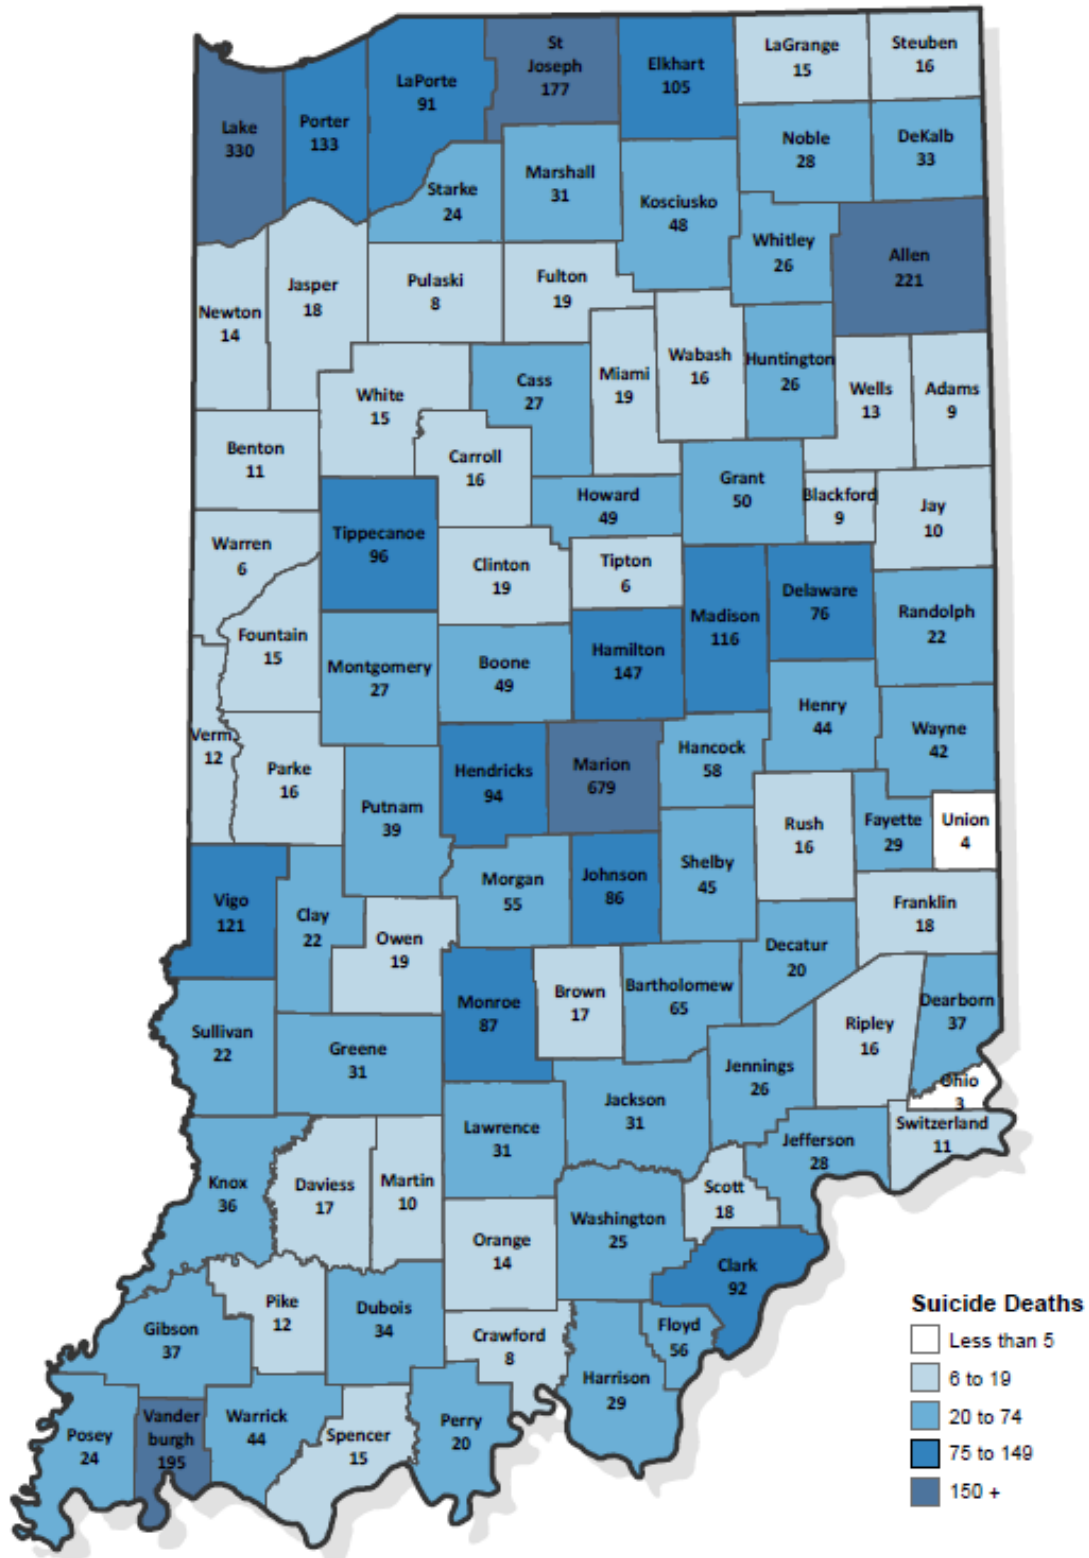 St
Joseph
177
LaGrange
15
Steuben
16
Elkhart
105
LaPorte
91
Lake
330
Porter
133
Noble
28
DeKalb
33
Marshall
31
Starke
24
Kosciusko
48
Whitley
26
Allen
221
Newton
14
Jasper
18
Pulaski
8
Fulton
19
White
15
Cass
27
Miami
19
Wabash
16
Huntington
26
Wells
13
Adams
9
Benton
11
Carroll
16
Howard
49
Grant
50
Blackford
9
Jay
10
Warren
6
Tippecanoe
96
Clinton
19
Tipton
6
Madison
116
Delaware
76
Randolph
22
Fountain
15
Montgomery
27
Boone
49
Hamilton
147
Henry
44
Wayne
42
Verm.
12
Parke
16
Putnam
39
Hendricks
94
Marion
679
Hancock
58
Rush
16
Fayette
29
Union
4
Vigo
121
Clay
22
Owen
19
Morgan
55
Johnson
86
Shelby
45
Franklin
18
Decatur
20
Sullivan
22
Greene
31
Monroe
87
Brown
17
Bartholomew
65
Jennings
26
Ripley
16
Dearborn
37
Ohio
3
Switzerland
11
Knox
36
Daviess
17
Martin
10
Lawrence
31
Jackson
31
Jefferson
28
Scott
18
Washington
25
Orange
14
Clark
92
Gibson
37
Pike
12
Dubois
34
Crawford
8
Harrison
29
Floyd
56
Posey
24
Vander
burgh
195
Warrick
44
Spencer
15
Perry
20
Suicide Deaths
Less than 5
6 to 19
20 to 74
75 to 149
150 +